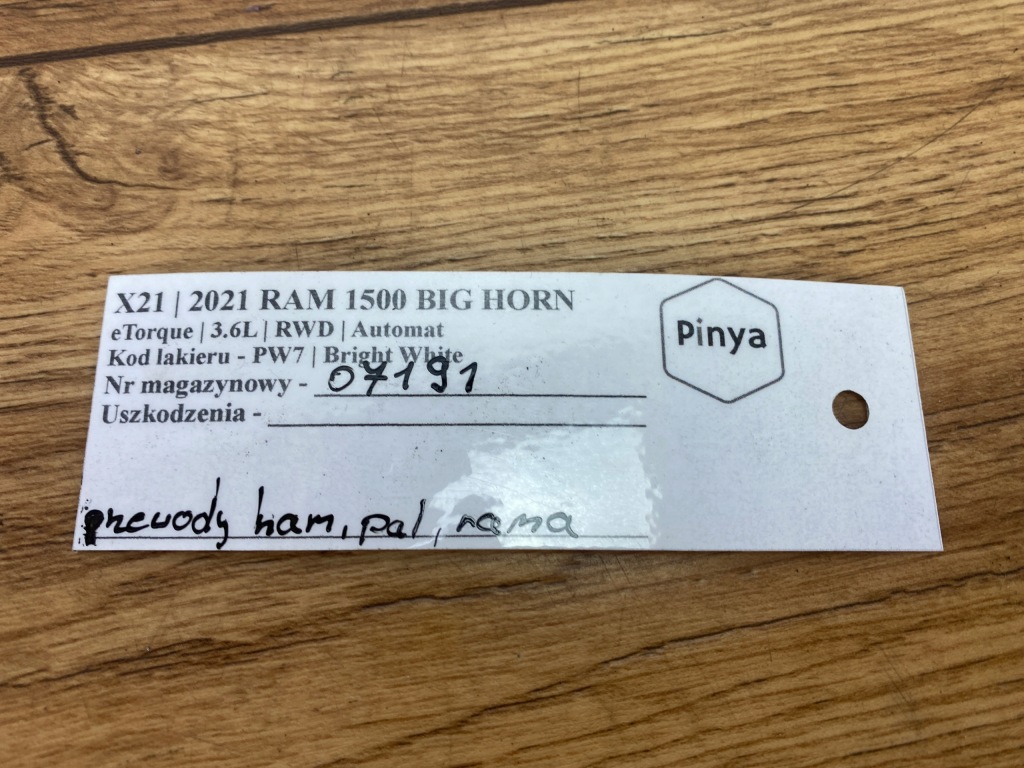 X21 | 2021 RAM 1500 BIG HORN
eTorque | 3.6L | RWD | Automat
Kod lakieru - PW7 | Bright White
Nr magazynowy - 07191
Uszkodzenia -
Pinya
przewody ham, pal, rama